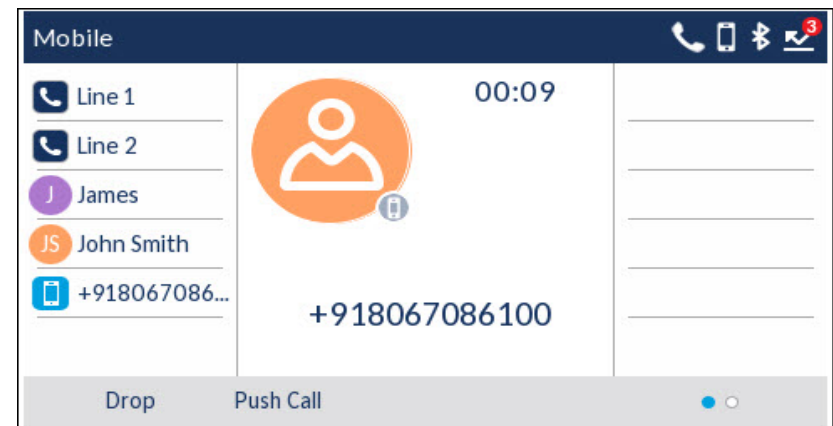 Mobile
3
Line 1
00:09
Line 2
J James
JS John Smith
+918067086...
+918067086100
Drop Push Call